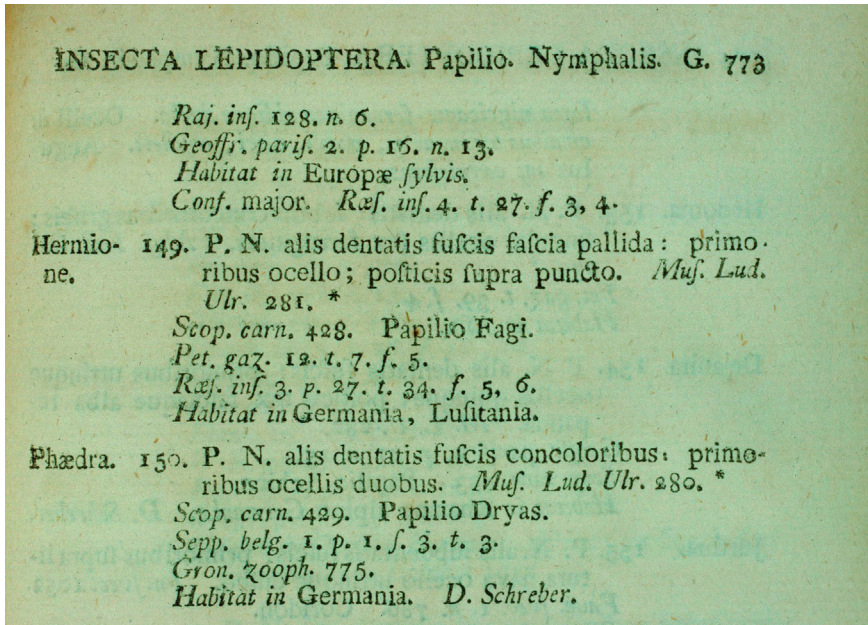 INSECTA LEPIDOPTERA. Papilio. Nymphalis. G. 773
Raj. inſ. 128. n. 6.
Geoffr. pariſ. 2. p. 16. n. 13.
Habitat in Europæ ſylvis.
Conf. major. Ræſ. inſ. 4. t. 27. f. 3, 4.
Hermio- 149. P. N. alis dentatis fuſcis faſcia pallida: primo-
ne. ribus ocello; poſticis ſupra puncto. Muſ. Lud.
Ulr. 281. *
Scop. carn. 428. Papilio Fagi.
Pet. gaz. 12. t. 7. f. 5.
Ræſ. inſ. 3. p. 27. t. 34. f. 5, 6.
Habitat in Germania, Luſitania.
Phædra. 150. P. N. alis dentatis fuſcis concoloribus: primo-
ribus ocellis duobus. Muſ. Lud. Ulr. 280. *
Scop. carn. 429. Papilio Dryas.
Sepp. belg. 1. p. 1. ſ. 3. t. 3.
Gron. zooph. 775.
Habitat in Germania. D. Schreber.